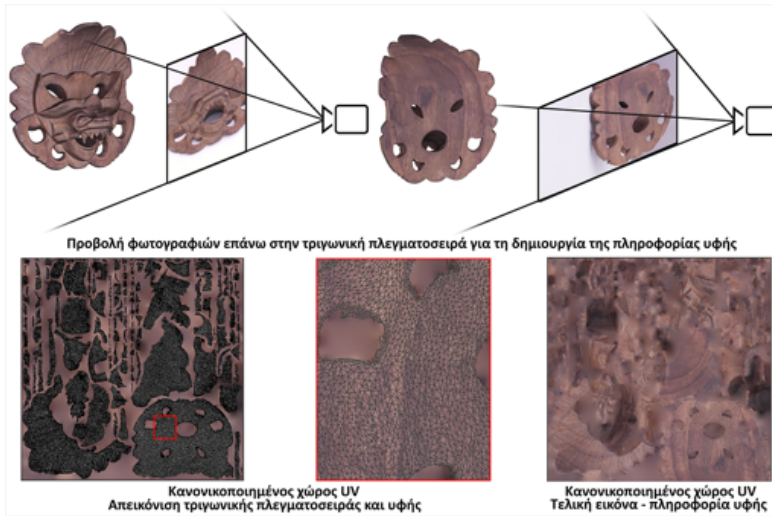 Προβολή φωτογραφιών επάνω στην τριγωνική πλεγματοσειρά για τη δημιουργία της πληροφορίας υφής
Κανονικοποιημένος χώρος UV
Απεικόνιση τριγωνικής πλεγματοσειράς και υφής
Κανονικοποιημένος χώρος UV
Τελική εικόνα - πληροφορία υφής